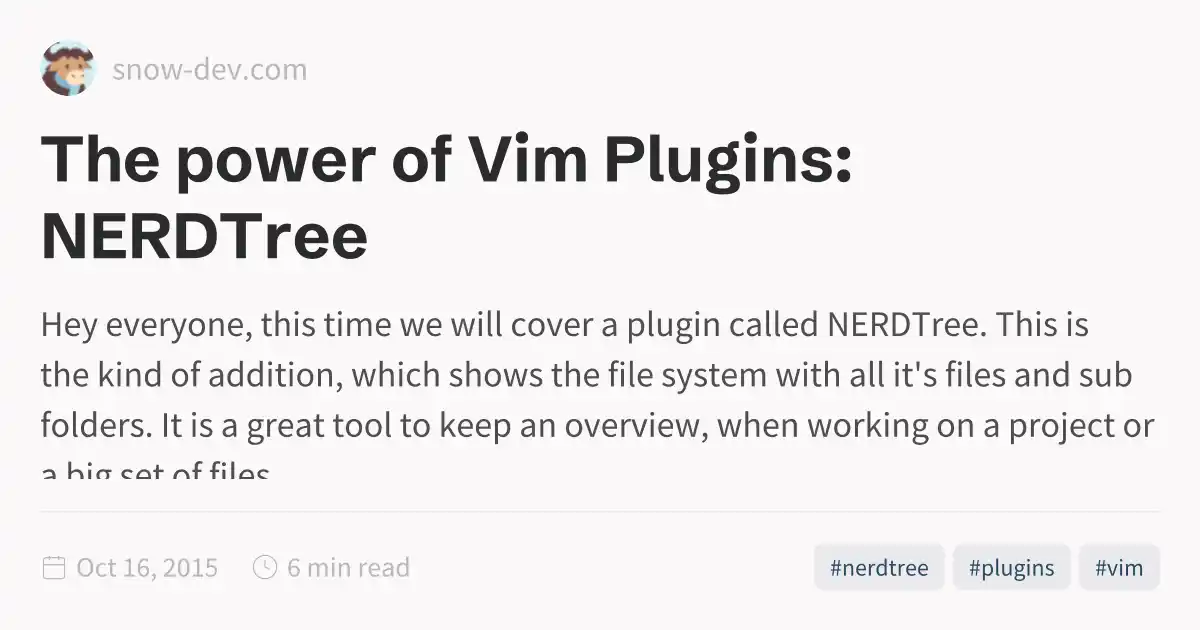 snow-dev.com
The power of Vim Plugins:
NERDTree
Hey everyone, this time we will cover a plugin called NERDTree. This is
the kind of addition, which shows the file system with all it's files and sub
folders. It is a great tool to keep an overview, when working on a project or
a big set of files
Oct 16, 2015
6 min read
#nerdtree
#plugins
#vim